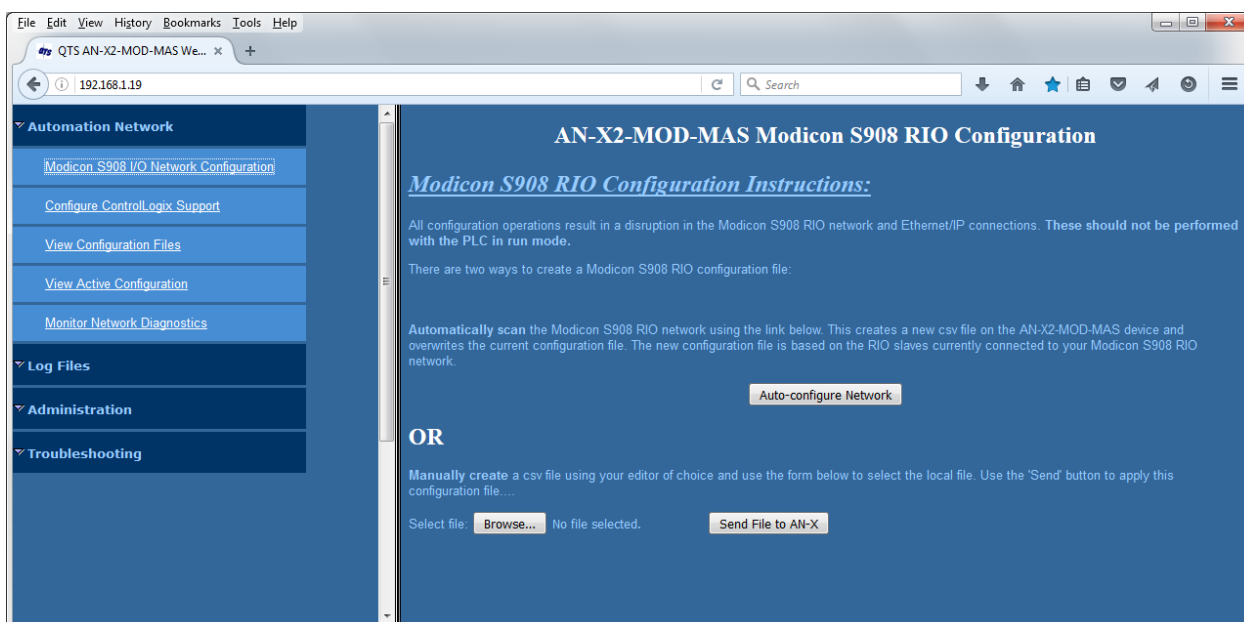 File Edit View History Bookmarks Tools Help
QTS AN-X2-MOD-MAS We... × +
192.168.1.19
Search
Automation Network
Modicon S908 I/O Network Configuration
Configure ControlLogix Support
View Configuration Files
View Active Configuration
Monitor Network Diagnostics
Log Files
Administration
Troubleshooting
AN-X2-MOD-MAS Modicon S908 RIO Configuration
Modicon S908 RIO Configuration Instructions:
All configuration operations result in a disruption in the Modicon S908 RIO network and Ethernet/IP connections. These should not be performed
with the PLC in run mode.
There are two ways to create a Modicon S908 RIO configuration file:
Automatically scan the Modicon S908 RIO network using the link below. This creates a new csv file on the AN-X2-MOD-MAS device and
overwrites the current configuration file. The new configuration file is based on the RIO slaves currently connected to your Modicon S908 RIO
network.
Auto-configure Network
OR
Manually create a csv file using your editor of choice and use the form below to select the local file. Use the 'Send' button to apply this
configuration file....
Select file: Browse... No file selected. Send File to AN-X